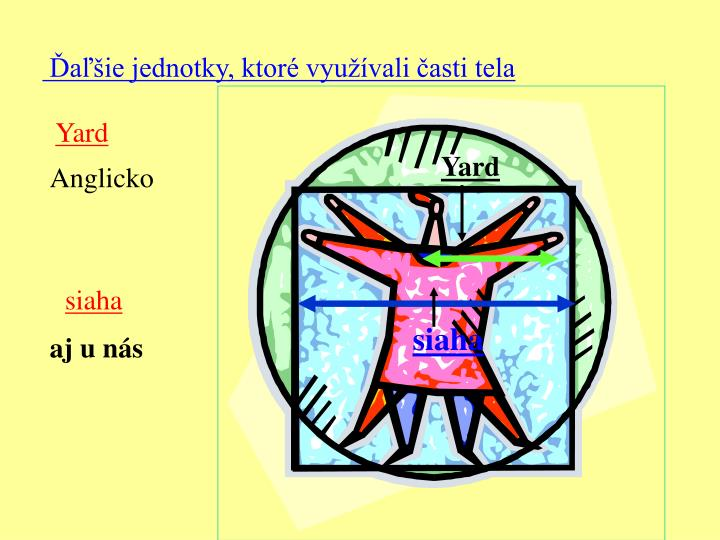 Ďaľšie jednotky, ktoré využívali časti tela
Yard
Anglicko
siaha
aj u nás
Yard
siaha